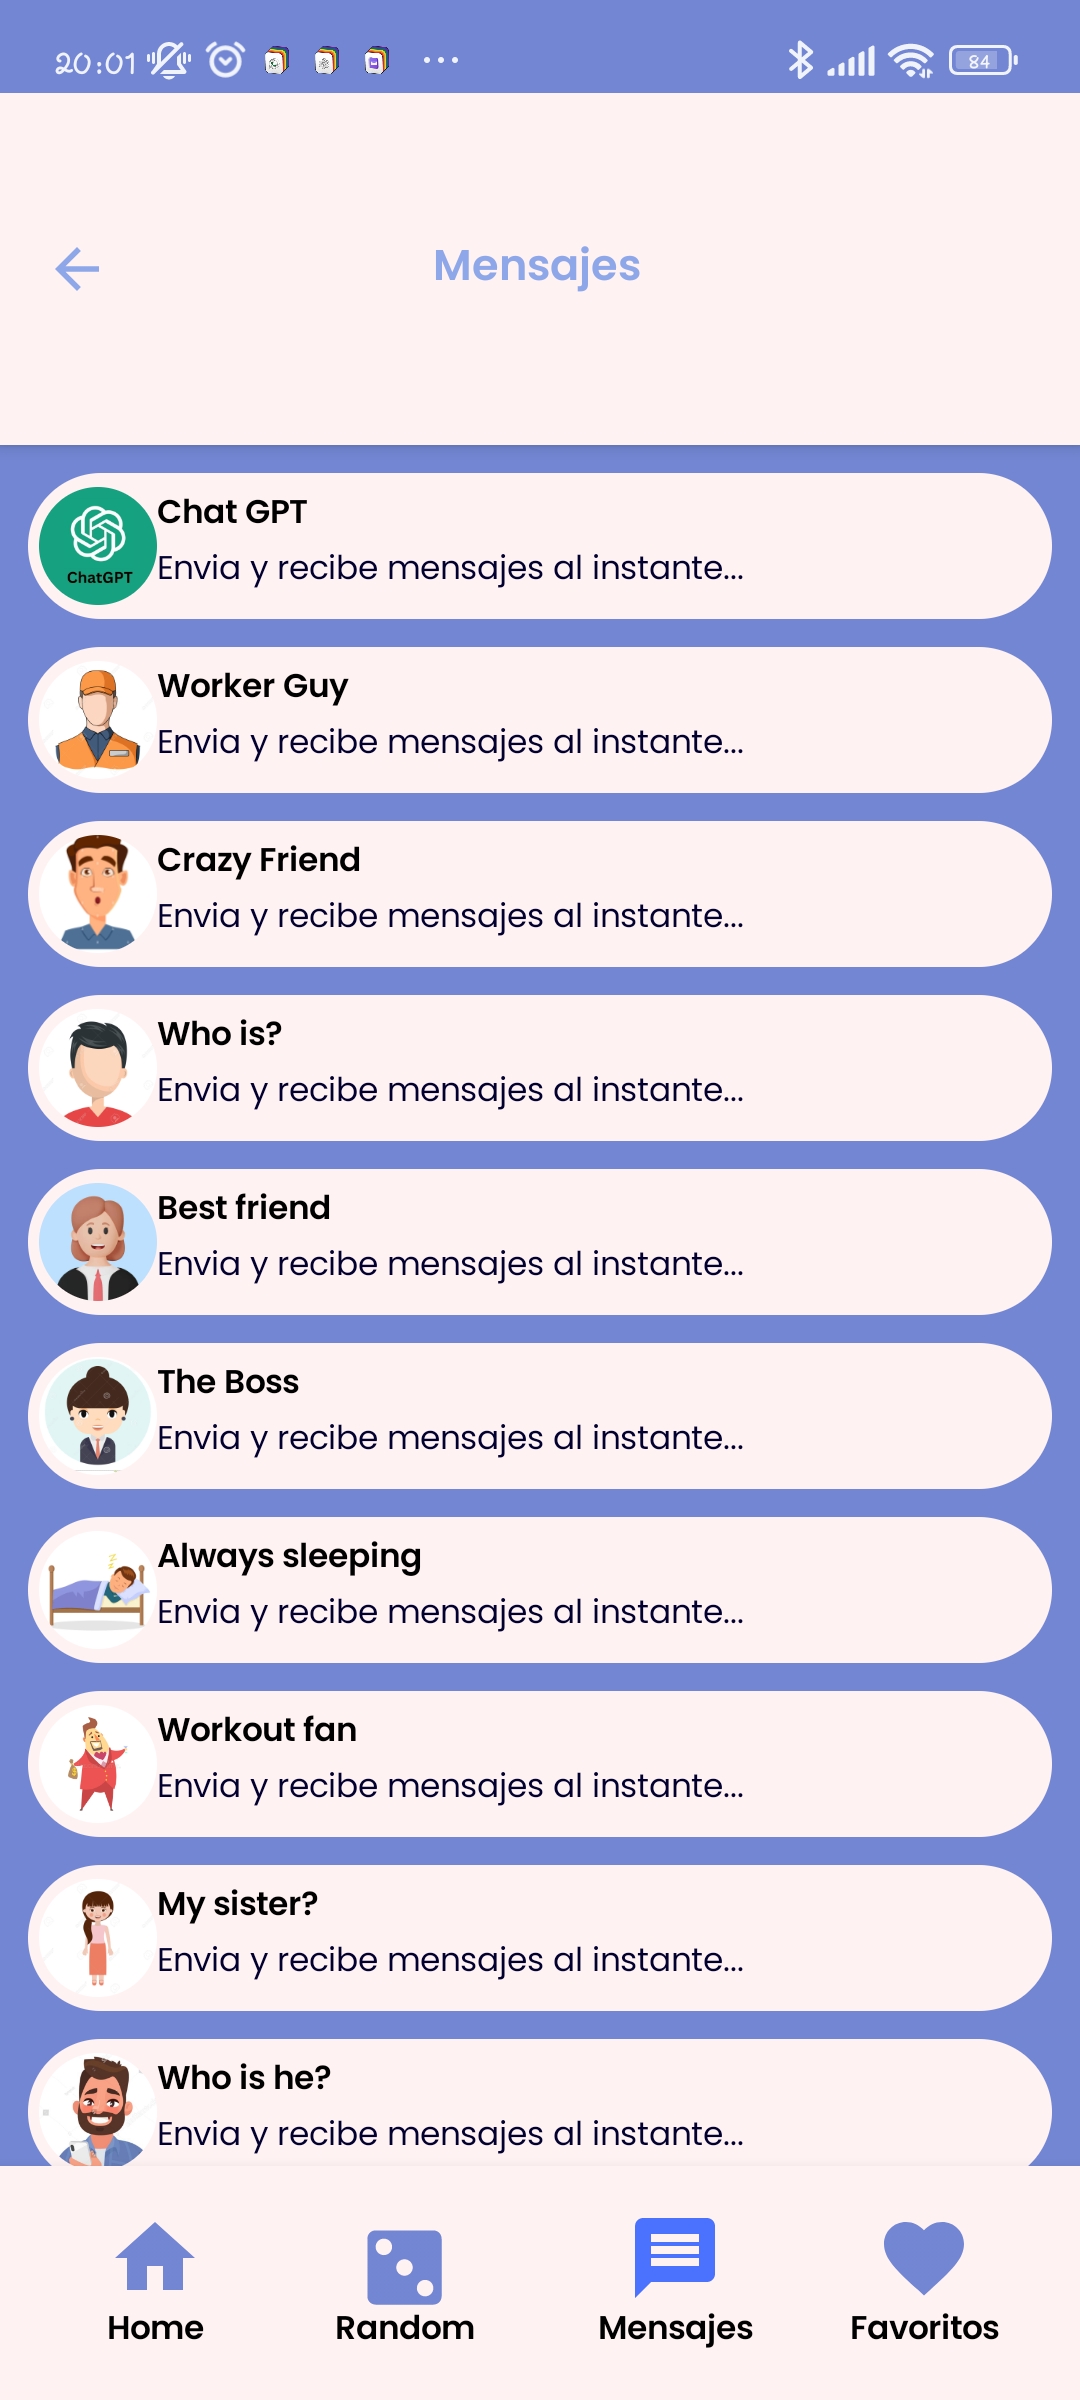 20:01
84
Mensajes
Chat GPT
ChatGPT
Envia y recibe mensajes al instante...
Worker Guy
Envia y recibe mensajes al instante...
Crazy Friend
Envia y recibe mensajes al instante...
Who is?
Envia y recibe mensajes al instante...
Best friend
Envia y recibe mensajes al instante...
The Boss
Envia y recibe mensajes al instante...
Always sleeping
Envia y recibe mensajes al instante...
Workout fan
Envia y recibe mensajes al instante...
My sister?
Envia y recibe mensajes al instante...
Who is he?
Envia y recibe mensajes al instante...
Home
Random
Mensajes
Favoritos